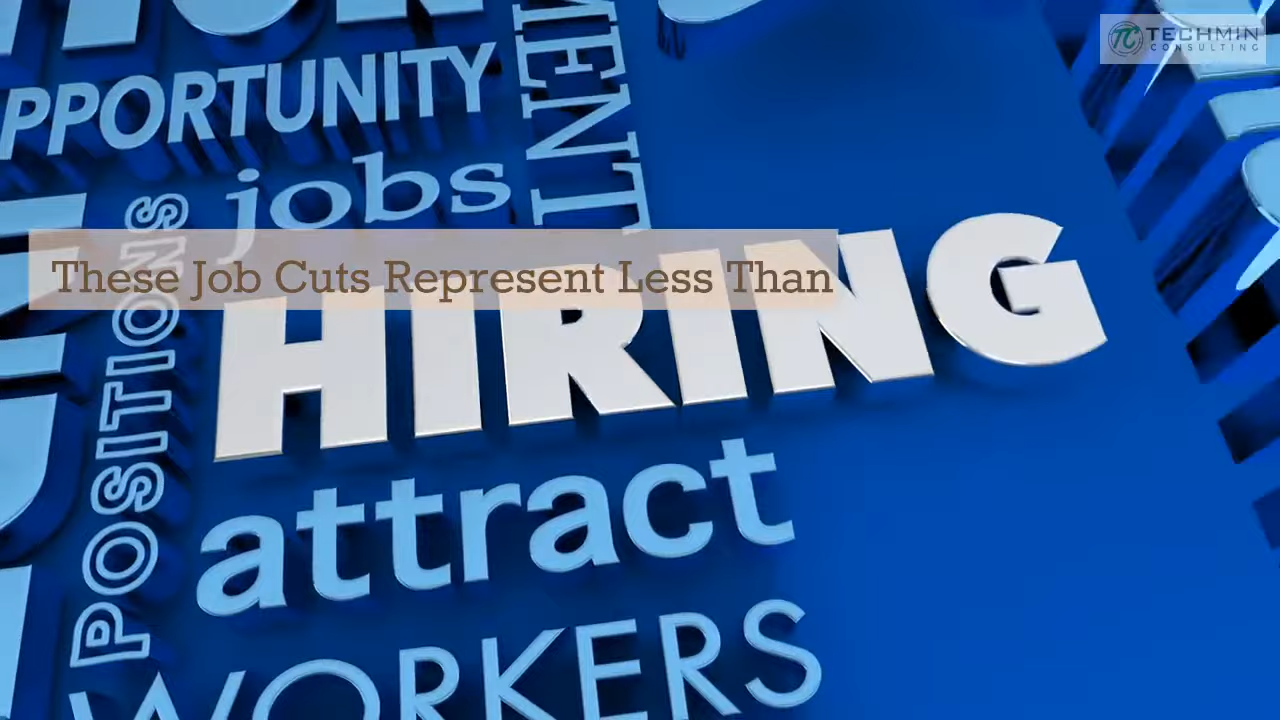 TECHMIN
CONSULTING
PPORTUNITY
MENT
jobs
POSITIONS
These Job Cuts Represent Less Than
HIRING
attract
WORKERS